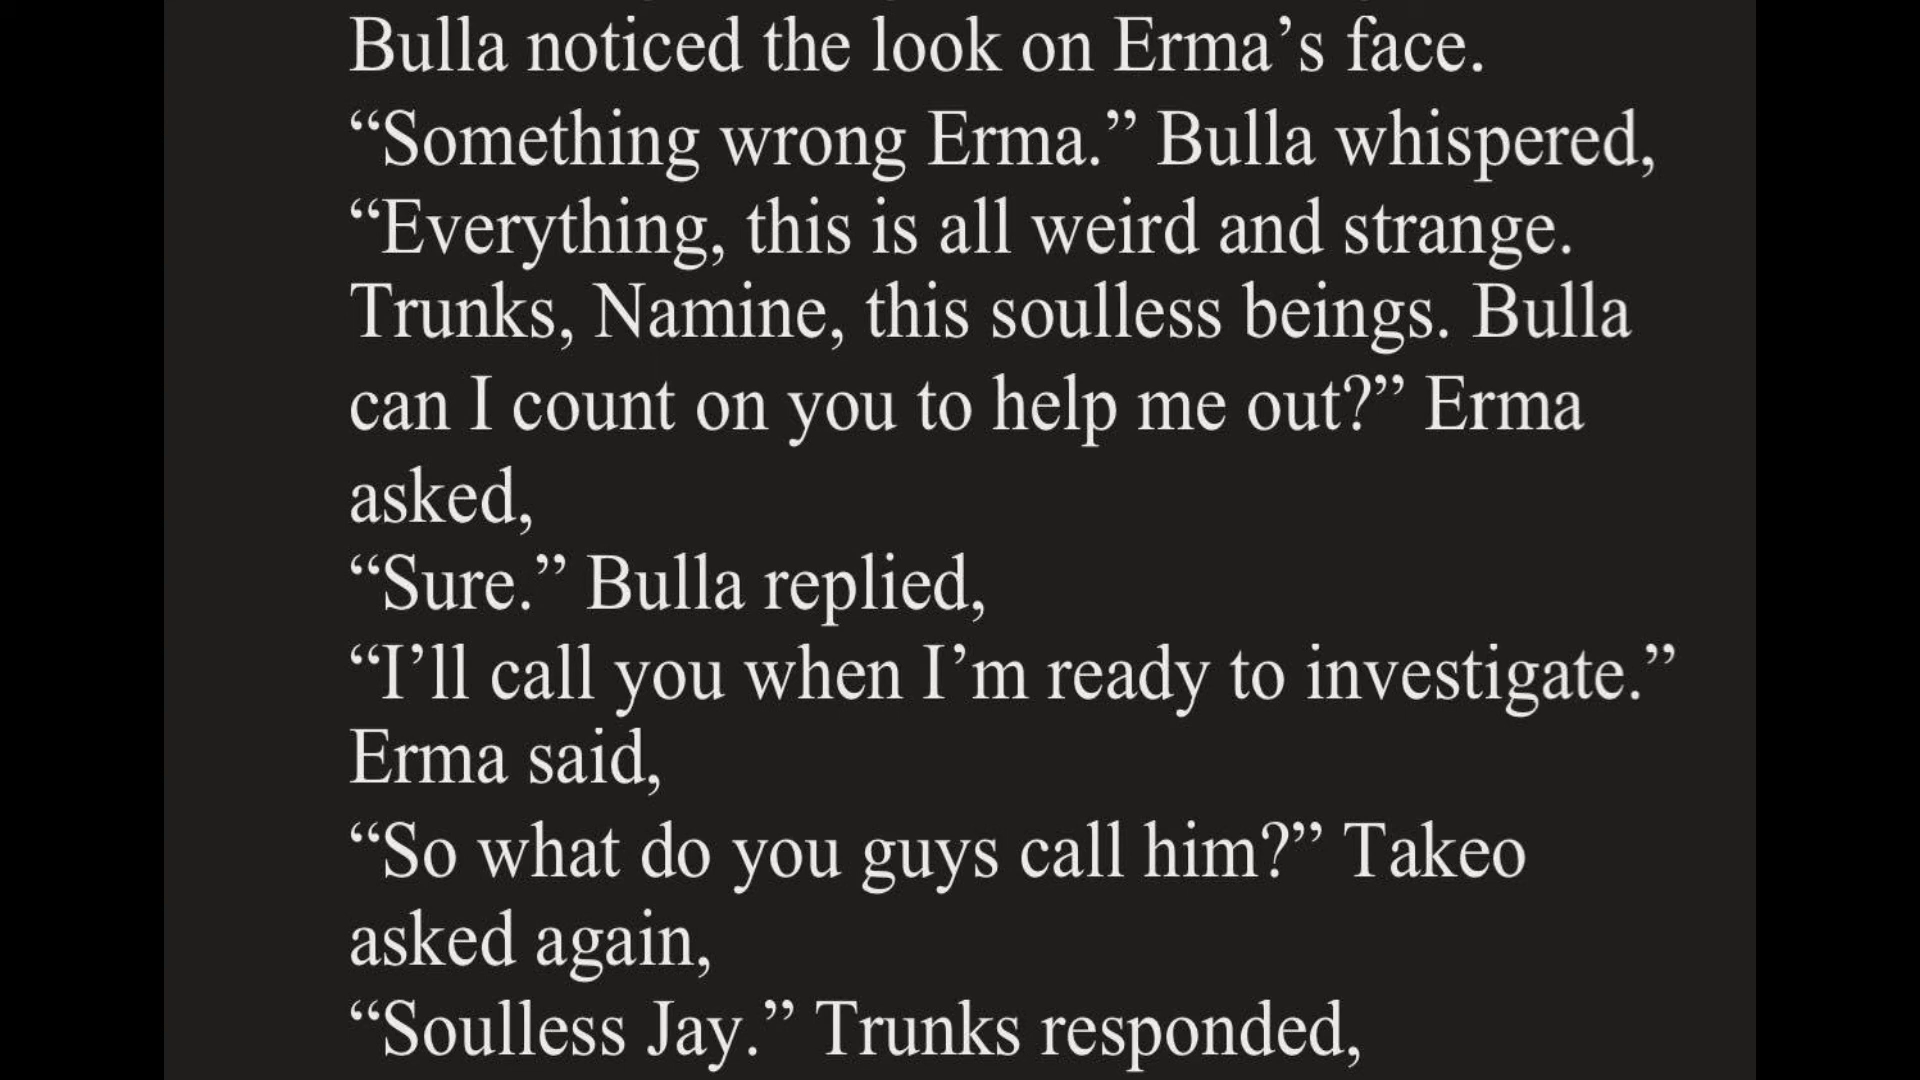 Bulla noticed the look on Erma’s face.
“Something wrong Erma.” Bulla whispered,
“Everything, this is all weird and strange.
Trunks, Namine, this soulless beings. Bulla
can I count on you to help me out?” Erma
asked,
“Sure.” Bulla replied,
“I’ll call you when I’m ready to investigate.”
Erma said,
“So what do you guys call him?” Takeo
asked again,
“Soulless Jay.” Trunks responded,